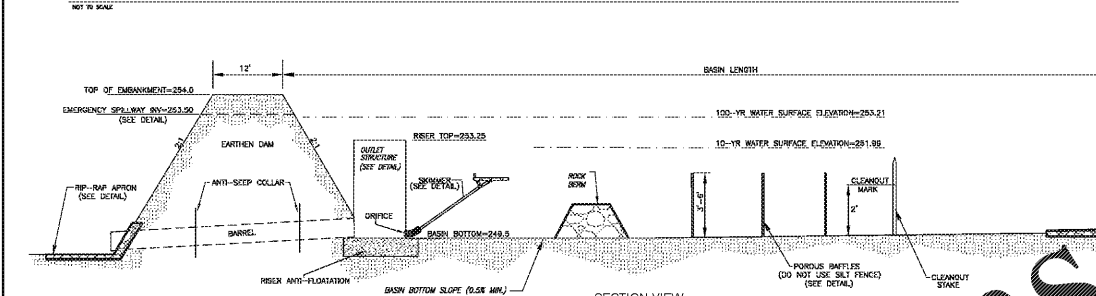 NOT TO SCALE
12'
BASIN LENGTH
TOP OF EMBANKMENT=254.0
EMERGENCY SPILLWAY INV=253.50
(SEE DETAIL)
100-YR WATER SURFACE ELEVATION=253.21
10-YR WATER SURFACE ELEVATION=251.96
RISER TOP=253.25
2:1
EARTHEN DAM
2:1
OUTLET
STRUCTURE
(SEE DETAIL)
SKIMMER
(SEE DETAIL)
ROCK
BERM
3'-6"
CLEANOUT
MARK
2'
RIP-RAP APRON
(SEE DETAIL)
ANTI-SEEP COLLAR
ORIFICE
BARREL
BASIN BOTTOM=249.5
RISER ANTI-FLOATATION
BASIN BOTTOM SLOPE (0.5% MIN.)
POROUS BAFFLES
(DO NOT USE SILT FENCE)
(SEE DETAIL)
CLEANOUT
STAKE
SECTION VIEW